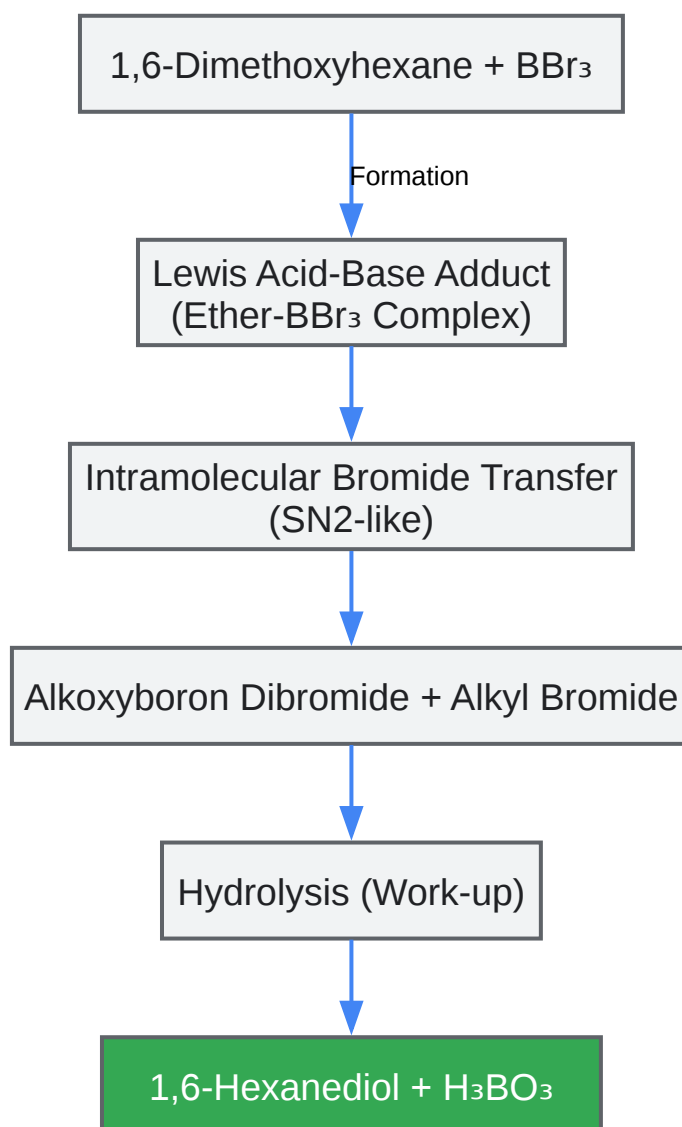 1,6-Dimethoxyhexane + BBr₃
Formation
Lewis Acid-Base Adduct
(Ether-BBr₃ Complex)
Intramolecular Bromide Transfer
(SN2-like)
Alkoxyboron Dibromide + Alkyl Bromide
Hydrolysis (Work-up)
1,6-Hexanediol + H₃BO₃